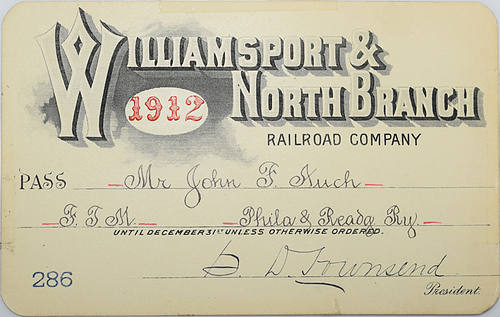 WILLIAMSPORT &
NORTH BRANCH
1912
RAILROAD COMPANY
PASS Mr John F. Auch
F. T. M. Phila & Readg Ry.
UNTIL DECEMBER 31ST UNLESS OTHERWISE ORDERED.
S. D. Townsend
286 President.